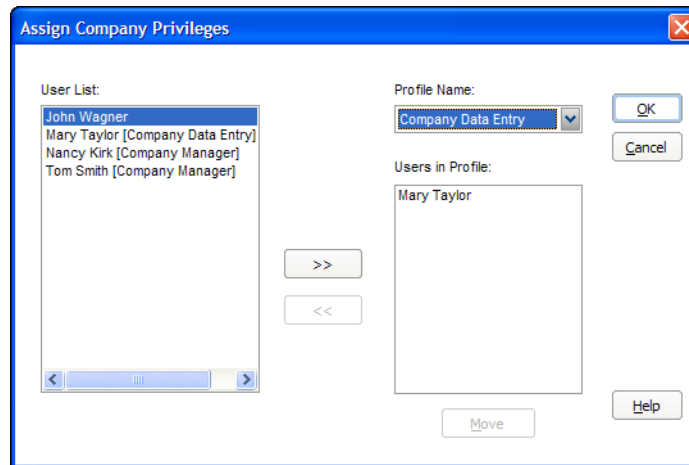 Assign Company Privileges
User List:
John Wagner
Mary Taylor [Company Data Entry]
Nancy Kirk [Company Manager]
Tom Smith [Company Manager]
>>
<<
Profile Name:
Company Data Entry
Users in Profile:
Mary Taylor
Move
OK
Cancel
Help